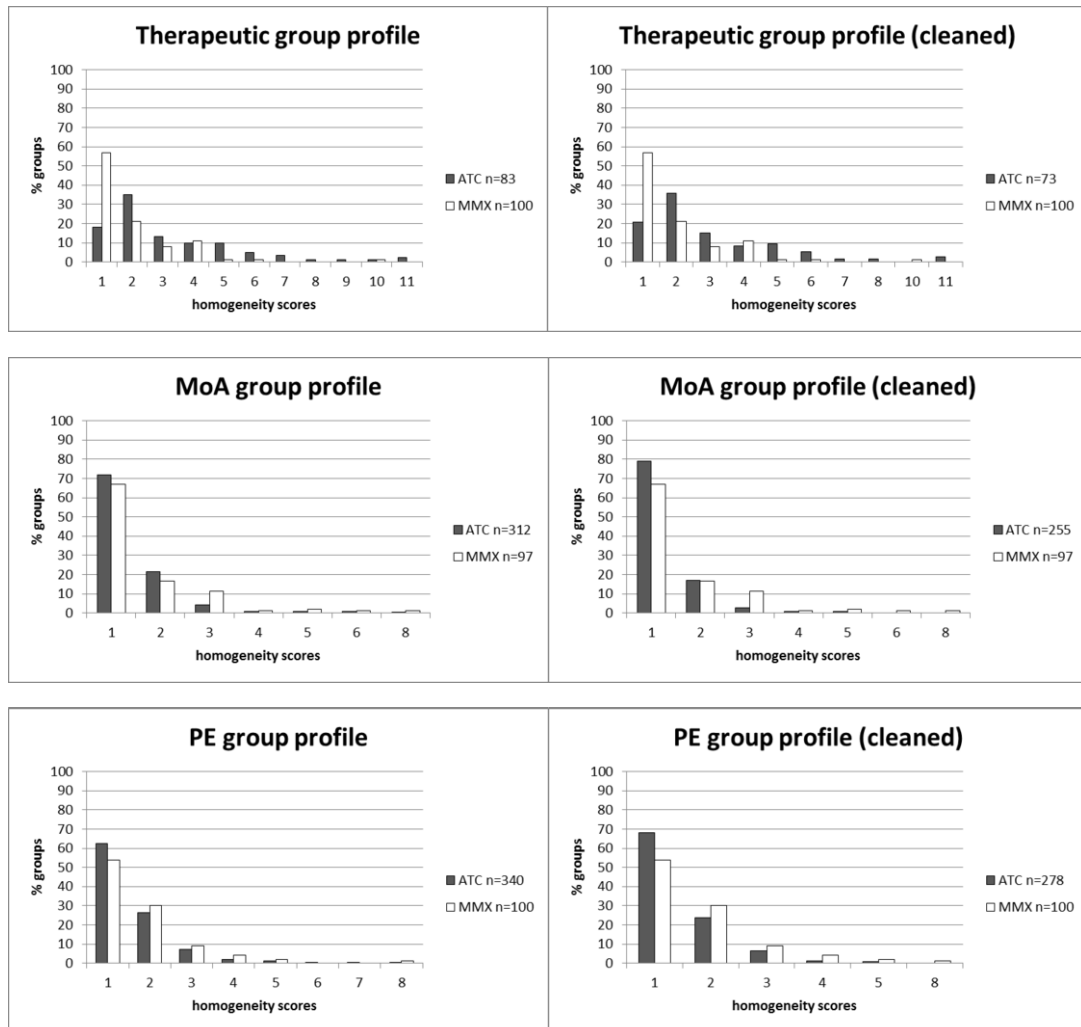 Therapeutic group profile
100
90
80
70
60
50
40
30
20
10
0
% groups
1 2 3 4 5 6 7 8 9 10 11
homogeneity scores
ATC n=83
MMX n=100
Therapeutic group profile (cleaned)
100
90
80
70
60
50
40
30
20
10
0
% groups
1 2 3 4 5 6 7 8 10 11
homogeneity scores
ATC n=73
MMX n=100
MoA group profile
100
90
80
70
60
50
40
30
20
10
0
% groups
1 2 3 4 5 6 8
homogeneity scores
ATC n=312
MMX n=97
MoA group profile (cleaned)
100
90
80
70
60
50
40
30
20
10
0
% groups
1 2 3 4 5 6 8
homogeneity scores
ATC n=255
MMX n=97
PE group profile
100
90
80
70
60
50
40
30
20
10
0
% groups
1 2 3 4 5 6 7 8
homogeneity scores
ATC n=340
MMX n=100
PE group profile (cleaned)
100
90
80
70
60
50
40
30
20
10
0
% groups
1 2 3 4 5 8
homogeneity scores
ATC n=278
MMX n=100